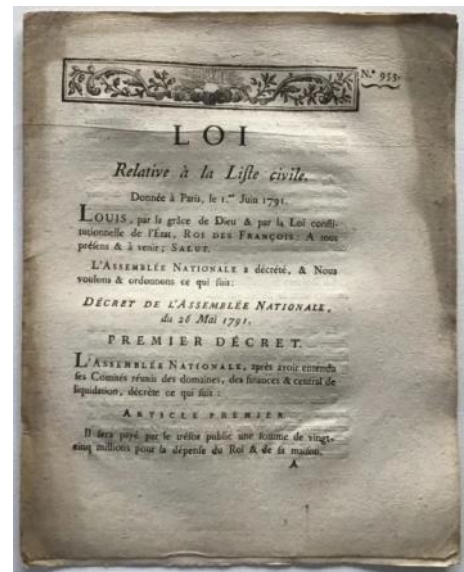 N.° 955.
LOI
Relative à la Liſte civile.
Donnée à Paris, le 1.er Juin 1791.
LOUIS, par la grâce de Dieu & par la Loi conſti-
tutionnelle de l'État, ROI DES FRANÇOIS: A tous
préſens & à venir; SALUT.
L'ASSEMBLÉE NATIONALE a décrété, & Nous
voulons & ordonnons ce qui ſuit:
DÉCRET DE L'ASSEMBLÉE NATIONALE,
du 26 Mai 1791.
PREMIER DÉCRET.
L'ASSEMBLÉE NATIONALE, après avoir entendu
ſes Comités réunis des domaines, des finances & central de
liquidation, décrète ce qui ſuit:
ARTICLE PREMIER.
Il ſera payé par le tréſor public une ſomme de vingt-
cinq millions pour la dépenſe du Roi & de ſa maiſon.
A